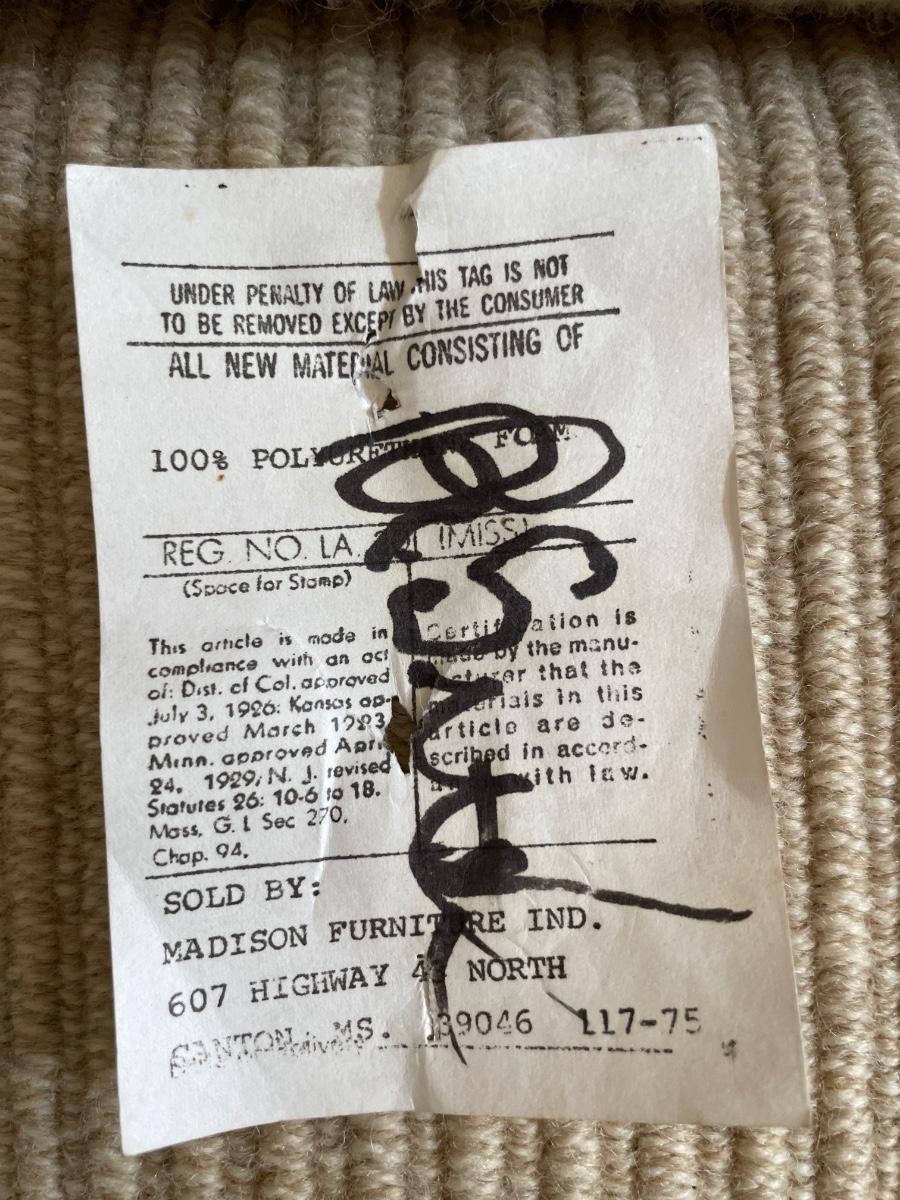 UNDER PENALTY OF LAW THIS TAG IS NOT
TO BE REMOVED EXCEPT BY THE CONSUMER
ALL NEW MATERIAL CONSISTING OF
100% POLYURETHANE FOAM
REG. NO. LA. (MISS)
(Space for Stamp)
This article is made in
compliance with an act
of: Dist. of Col. approved
July 3, 1926: Kansas ap-
proved March 1923
Minn. approved April
24, 1929; N. J. revised
Statutes 26: 10-6 to 18.
Mass. G. L Sec 270,
Chap. 94.
Certification is
made by the manu-
facturer that the
materials in this
article are de-
scribed in accord-
with law.
SOLD BY:
MADISON FURNITURE IND.
607 HIGHWAY NORTH
CANTON, MS. 39046 117-75